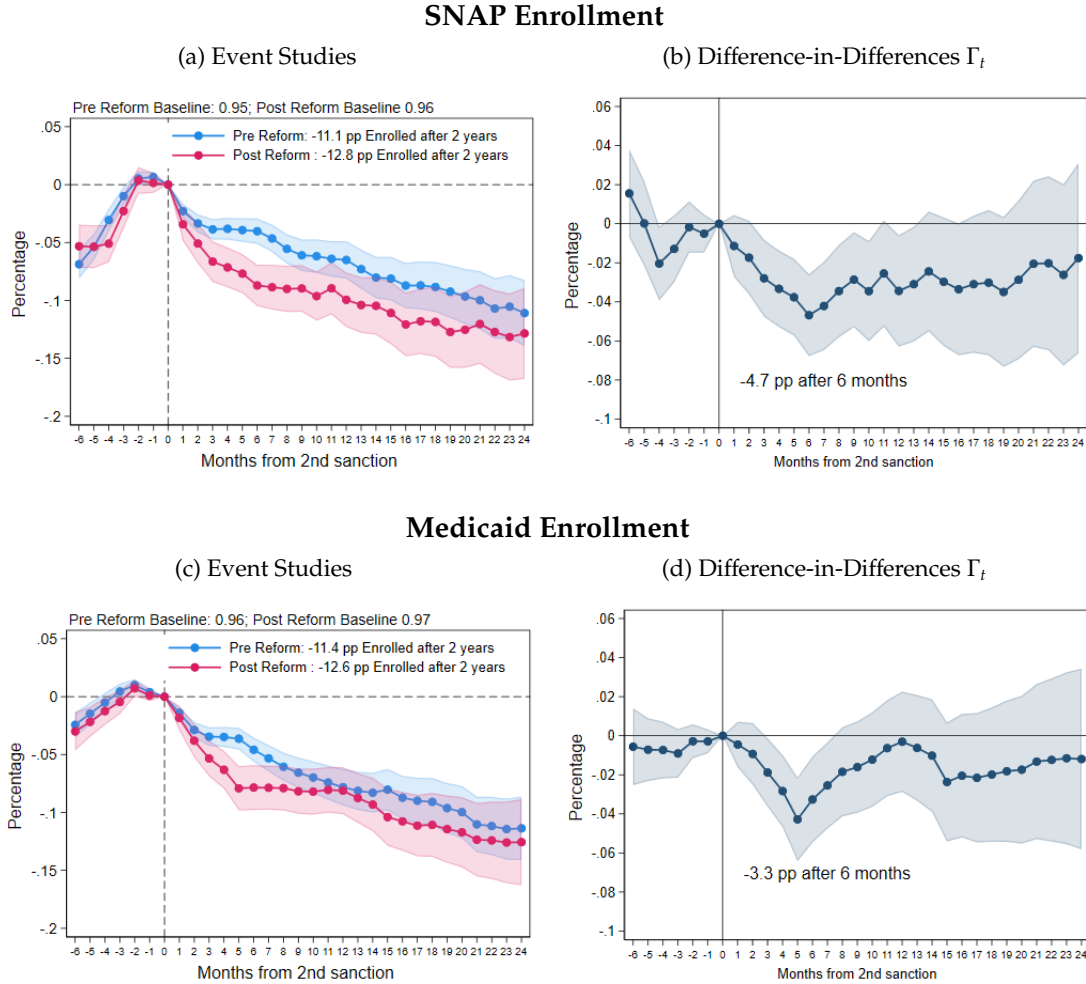 SNAP Enrollment
(a) Event Studies
Pre Reform Baseline: 0.95; Post Reform Baseline 0.96
Pre Reform: -11.1 pp Enrolled after 2 years
Post Reform : -12.8 pp Enrolled after 2 years
Percentage
.05
0
-.05
-.1
-.15
-.2
-6 -5 -4 -3 -2 -1 0 1 2 3 4 5 6 7 8 9 10 11 12 13 14 15 16 17 18 19 20 21 22 23 24
Months from 2nd sanction
(b) Difference-in-Differences Γt
Percentage
.06
.04
0.02
0
-.02
-.04
-.06
-.08
-.1
-4.7 pp after 6 months
-6 -5 -4 -3 -2 -1 0 1 2 3 4 5 6 7 8 9 10 11 12 13 14 15 16 17 18 19 20 21 22 23 24
Months from 2nd sanction
Medicaid Enrollment
(c) Event Studies
Pre Reform Baseline: 0.96; Post Reform Baseline 0.97
Pre Reform: -11.4 pp Enrolled after 2 years
Post Reform : -12.6 pp Enrolled after 2 years
Percentage
.05
0
-.05
-.1
-.15
-.2
-6 -5 -4 -3 -2 -1 0 1 2 3 4 5 6 7 8 9 10 11 12 13 14 15 16 17 18 19 20 21 22 23 24
Months from 2nd sanction
(d) Difference-in-Differences Γt
Percentage
.06
.04
0.02
0
-.02
-.04
-.06
-.08
-.1
-3.3 pp after 6 months
-6 -5 -4 -3 -2 -1 0 1 2 3 4 5 6 7 8 9 10 11 12 13 14 15 16 17 18 19 20 21 22 23 24
Months from 2nd sanction